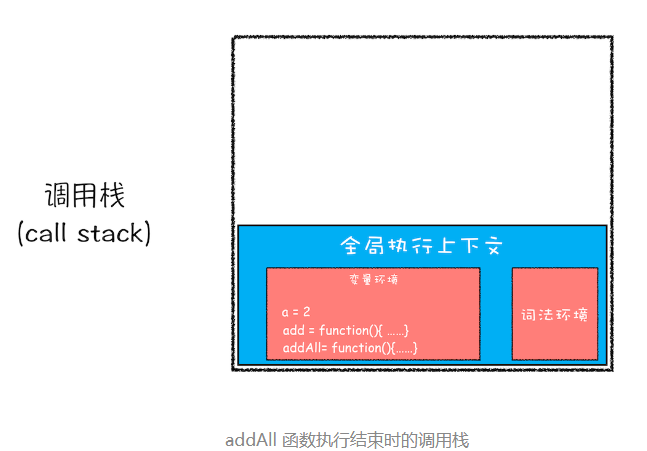 调用栈
(call stack)
全局执行上下文
变量环境
a = 2
add = function(){ ……}
addAll= function(){……}
词法环境
addAll 函数执行结束时的调用栈